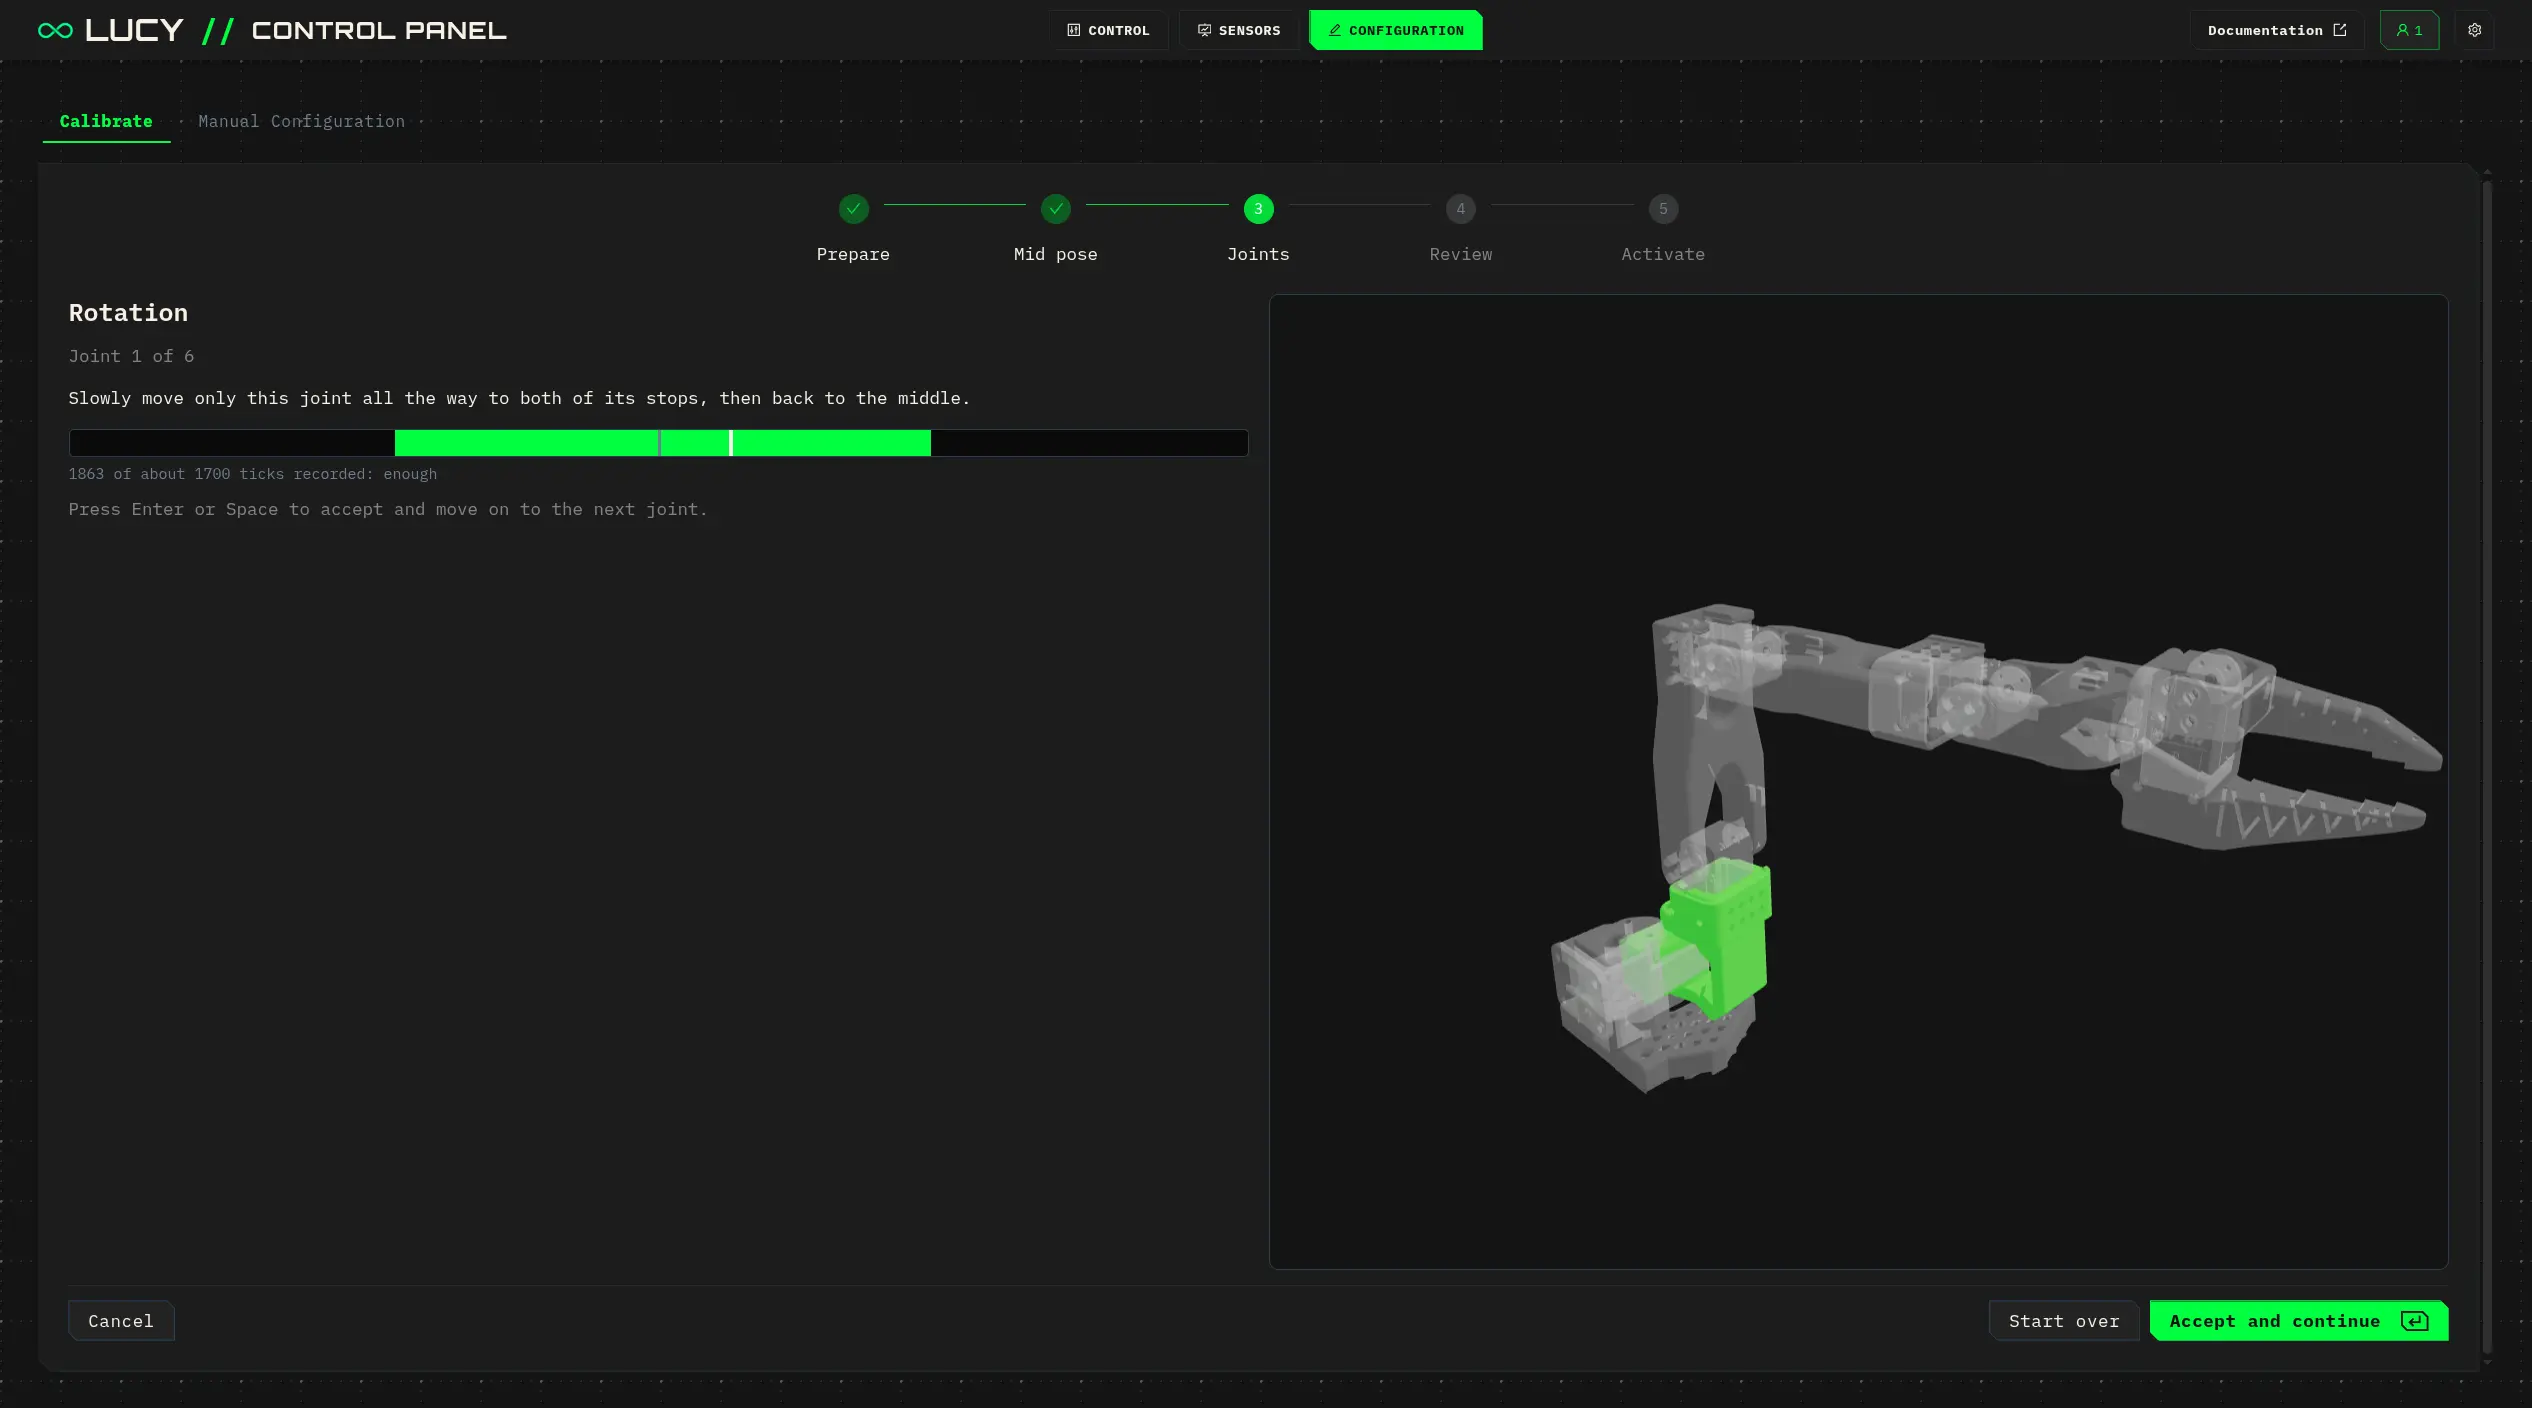 LUCY // CONTROL PANEL
CONTROL
SENSORS
CONFIGURATION
Documentation
1
Calibrate
Manual Configuration
3
4
5
Prepare
Mid pose
Joints
Review
Activate
Rotation
Joint 1 of 6
Slowly move only this joint all the way to both of its stops, then back to the middle.
1863 of about 1700 ticks recorded: enough
Press Enter or Space to accept and move on to the next joint.
Cancel
Start over
Accept and continue